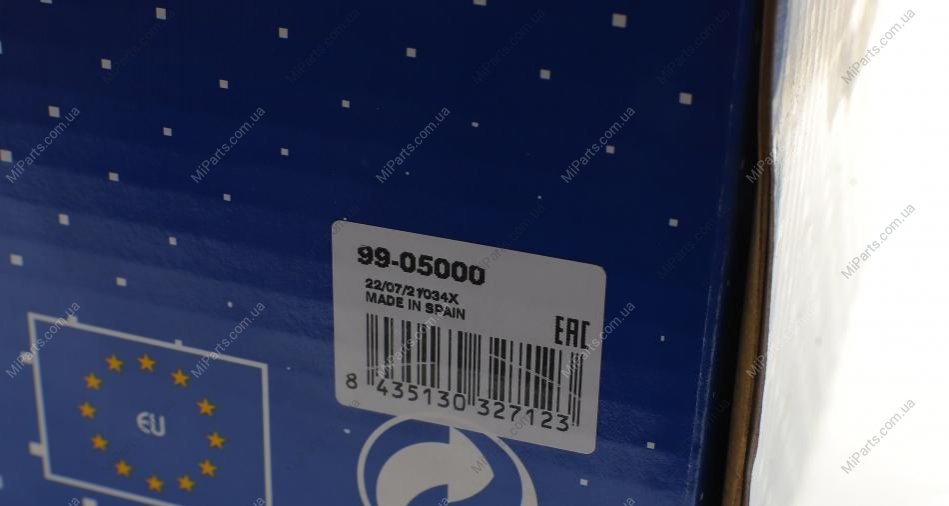 99-05000
22/07/21034X
MADE IN SPAIN
EAC
8 435130 327123
EU
MiParts.com.ua